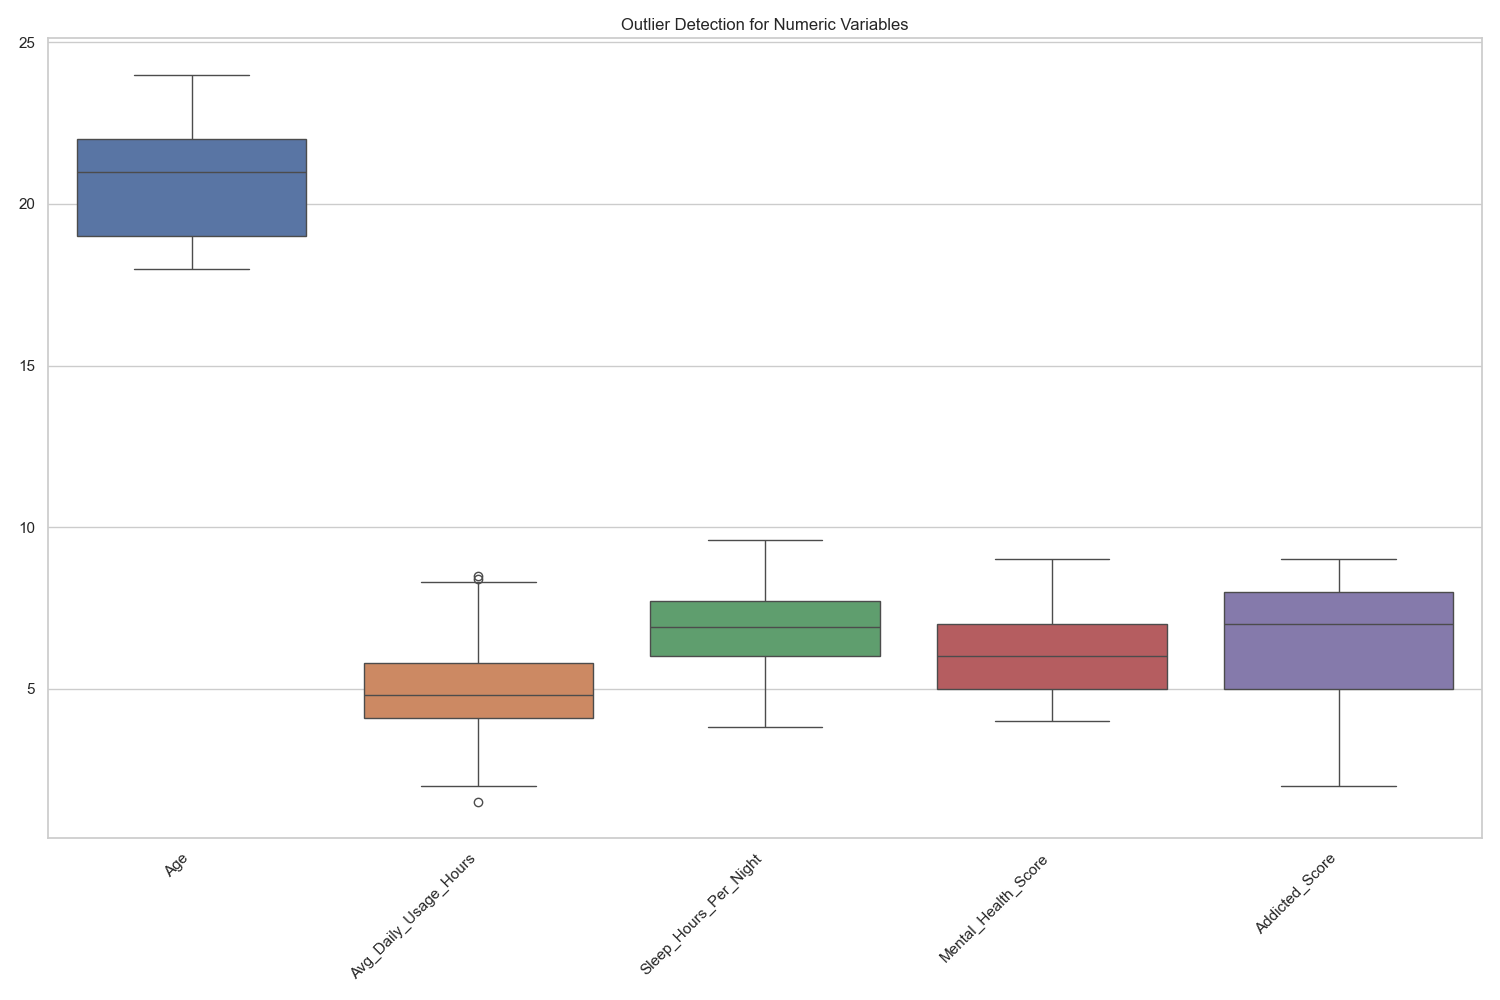 Outlier Detection for Numeric Variables
25
20
15
10
5
Age
Avg_Daily_Usage_Hours
Sleep_Hours_Per_Night
Mental_Health_Score
Addicted_Score